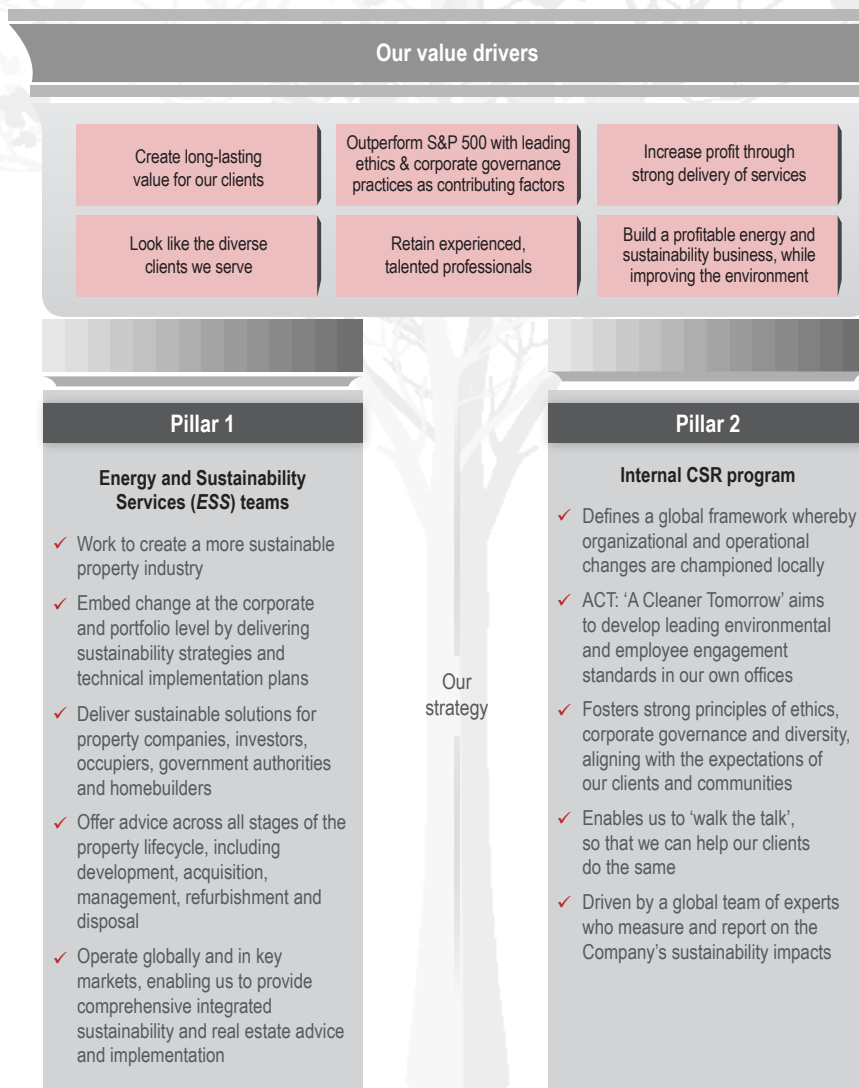 Our value drivers
Create long-lasting
value for our clients
Outperform S&P 500 with leading
ethics & corporate governance
practices as contributing factors
Increase profit through
strong delivery of services
Look like the diverse
clients we serve
Retain experienced,
talented professionals
Build a profitable energy and
sustainability business, while
improving the environment
Pillar 1
Energy and Sustainability
Services (ESS) teams
✓ Work to create a more sustainable
property industry
✓ Embed change at the corporate
and portfolio level by delivering
sustainability strategies and
technical implementation plans
✓ Deliver sustainable solutions for
property companies, investors,
occupiers, government authorities
and homebuilders
✓ Offer advice across all stages of the
property lifecycle, including
development, acquisition,
management, refurbishment and
disposal
✓ Operate globally and in key
markets, enabling us to provide
comprehensive integrated
sustainability and real estate advice
and implementation
Our
strategy
Pillar 2
Internal CSR program
✓ Defines a global framework whereby
organizational and operational
changes are championed locally
✓ ACT: ‘A Cleaner Tomorrow’ aims
to develop leading environmental
and employee engagement
standards in our own offices
✓ Fosters strong principles of ethics,
corporate governance and diversity,
aligning with the expectations of
our clients and communities
✓ Enables us to ‘walk the talk’,
so that we can help our clients
do the same
✓ Driven by a global team of experts
who measure and report on the
Company’s sustainability impacts